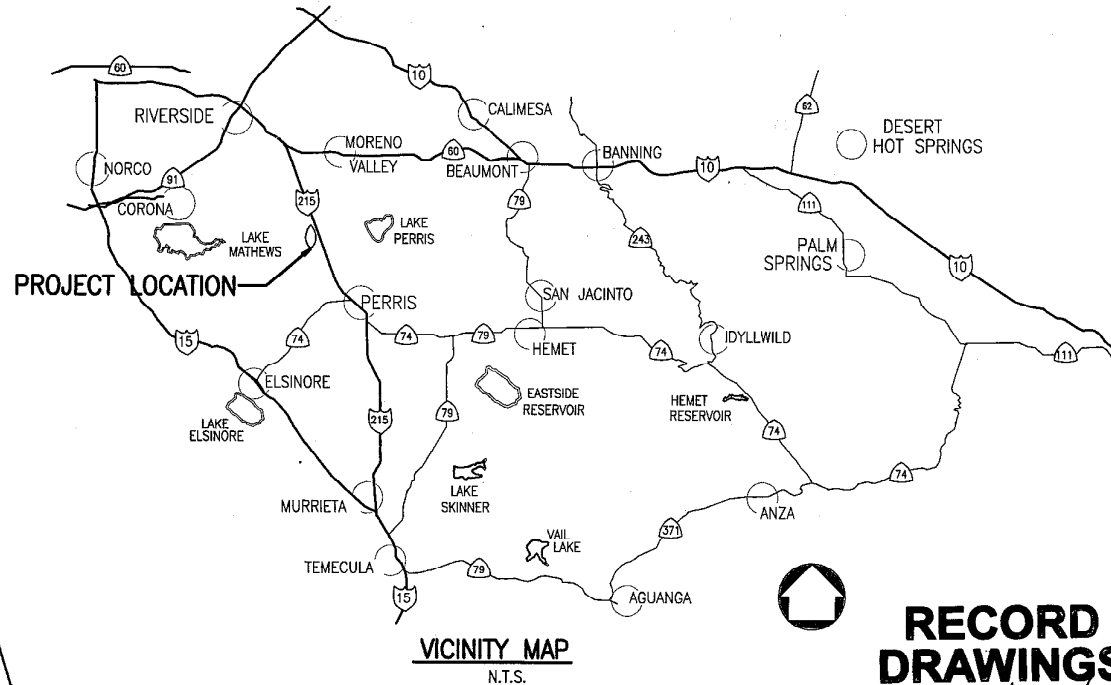 60
10
RIVERSIDE
CALIMESA
62
DESERT
HOT SPRINGS
NORCO
91
MORENO
VALLEY
60
BEAUMONT
BANNING
10
CORONA
215
79
111
LAKE
MATHEWS
LAKE
PERRIS
243
PALM
SPRINGS
10
PROJECT LOCATION
PERRIS
SAN JACINTO
15
74
74
79
HEMET
74
IDYLLWILD
111
ELSINORE
EASTSIDE
RESERVOIR
HEMET
RESERVOIR
LAKE
ELSINORE
215
79
74
74
LAKE
SKINNER
MURRIETA
ANZA
371
VAIL
LAKE
TEMECULA
79
15
AGUANGA
VICINITY MAP
N.T.S.
RECORD
DRAWINGS